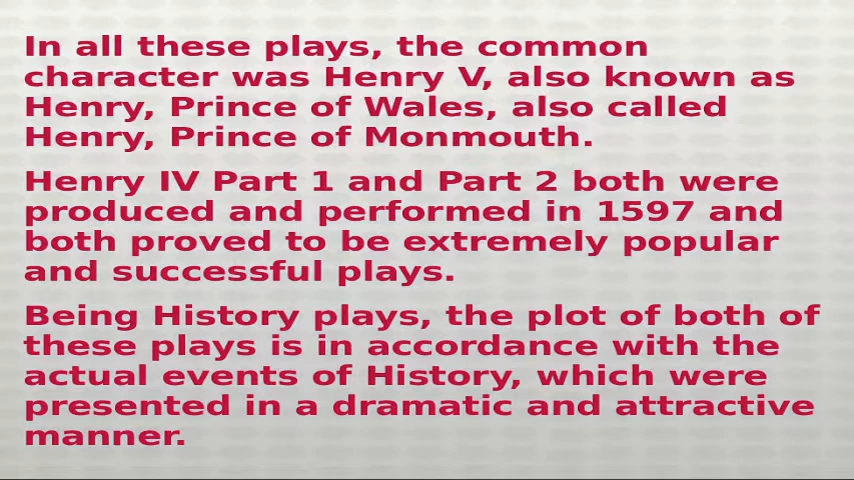 In all these plays, the common
character was Henry V, also known as
Henry, Prince of Wales, also called
Henry, Prince of Monmouth.
Henry IV Part 1 and Part 2 both were
produced and performed in 1597 and
both proved to be extremely popular
and successful plays.
Being History plays, the plot of both of
these plays is in accordance with the
actual events of History, which were
presented in a dramatic and attractive
manner.